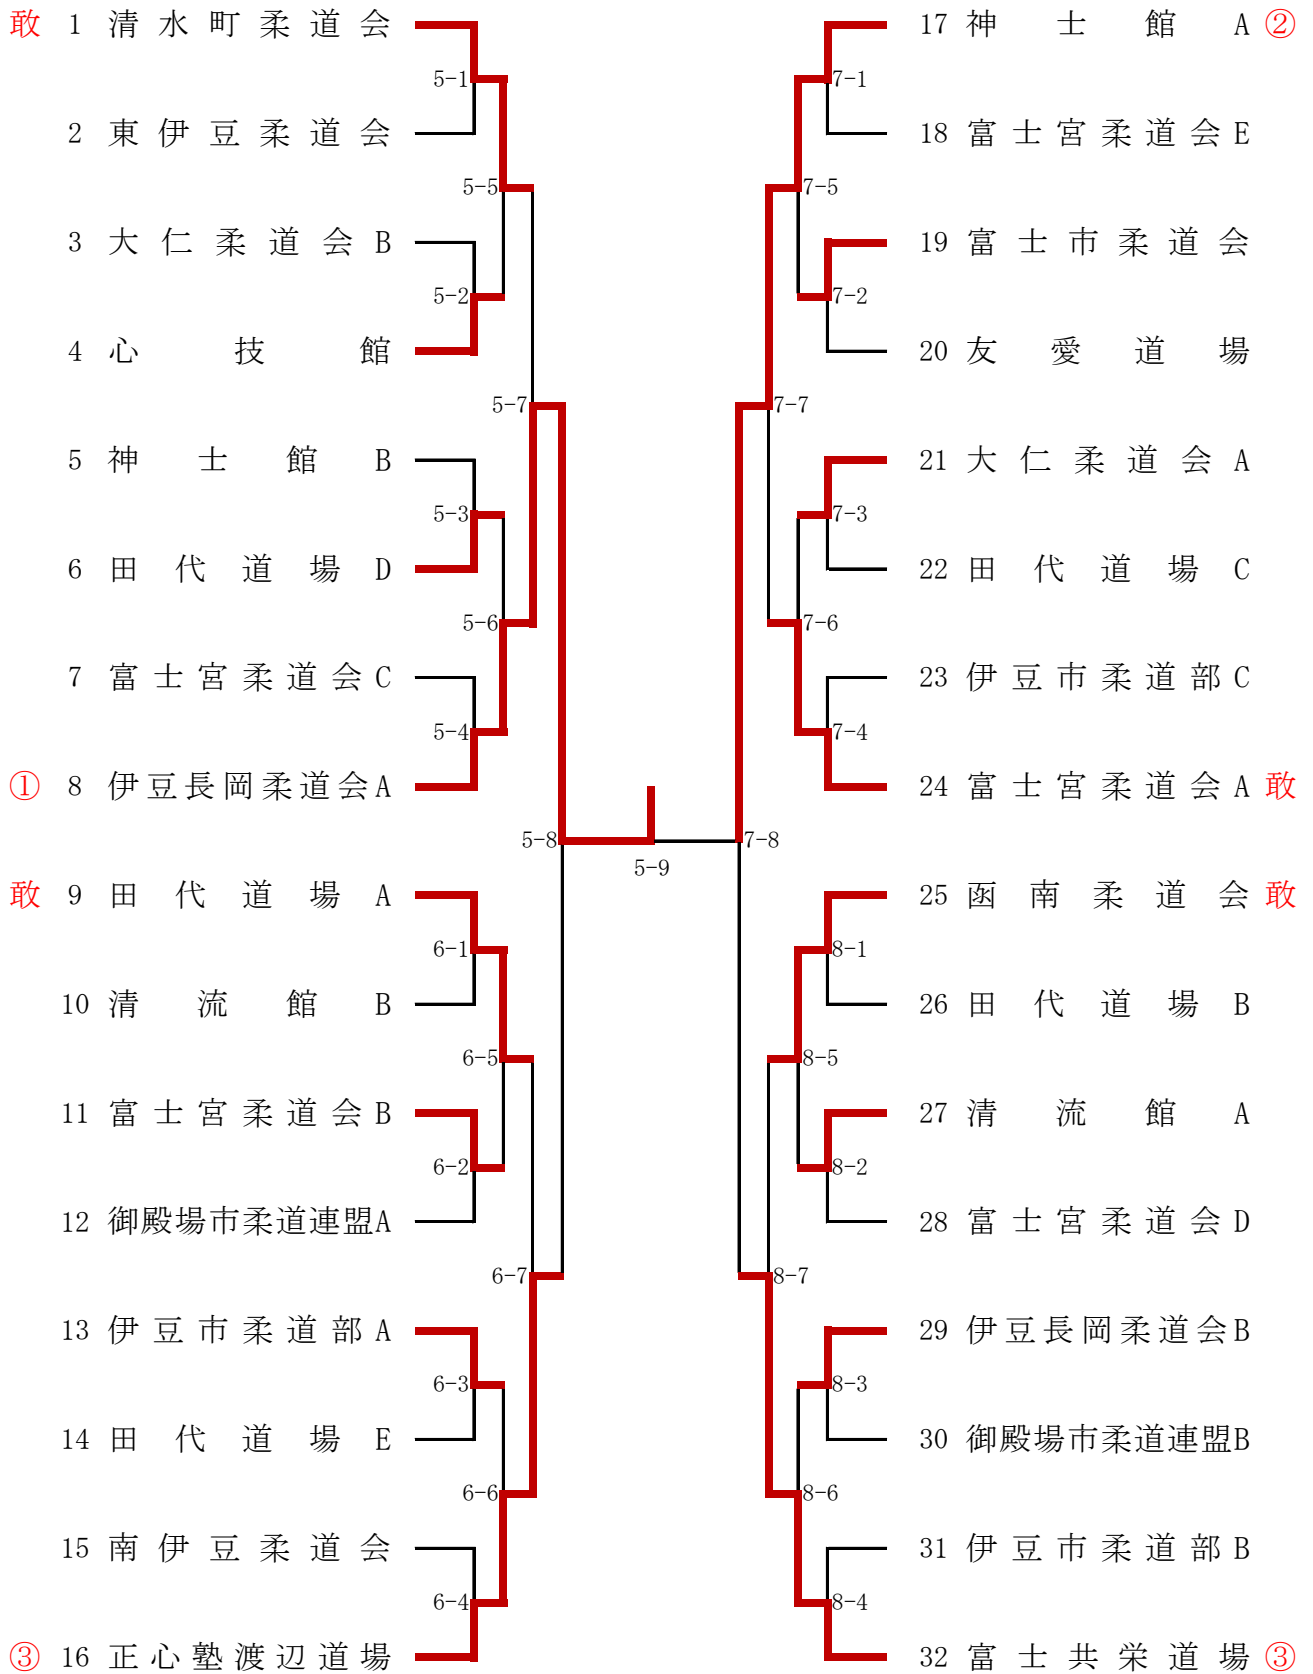 敢 1 清水町柔道会
5-1
2 東伊豆柔道会
5-5
3 大仁柔道会B
5-2
4 心技館
5-7
5 神士館B
5-3
6 田代道場D
5-6
7 富士宮柔道会C
5-4
① 8 伊豆長岡柔道会A
5-8
5-9
敢 9 田代道場A
6-1
10 清流館B
6-5
11 富士宮柔道会B
6-2
12 御殿場市柔道連盟A
6-7
13 伊豆市柔道部A
6-3
14 田代道場E
6-6
15 南伊豆柔道会
6-4
③ 16 正心塾渡辺道場
17 神士館A ②
7-1
18 富士宮柔道会E
7-5
19 富士市柔道会
7-2
20 友愛道場
7-7
21 大仁柔道会A
7-3
22 田代道場C
7-6
23 伊豆市柔道部C
7-4
24 富士宮柔道会A 敢
7-8
25 函南柔道会 敢
8-1
26 田代道場B
8-5
27 清流館A
8-2
28 富士宮柔道会D
8-7
29 伊豆長岡柔道会B
8-3
30 御殿場市柔道連盟B
8-6
31 伊豆市柔道部B
8-4
32 富士共栄道場 ③